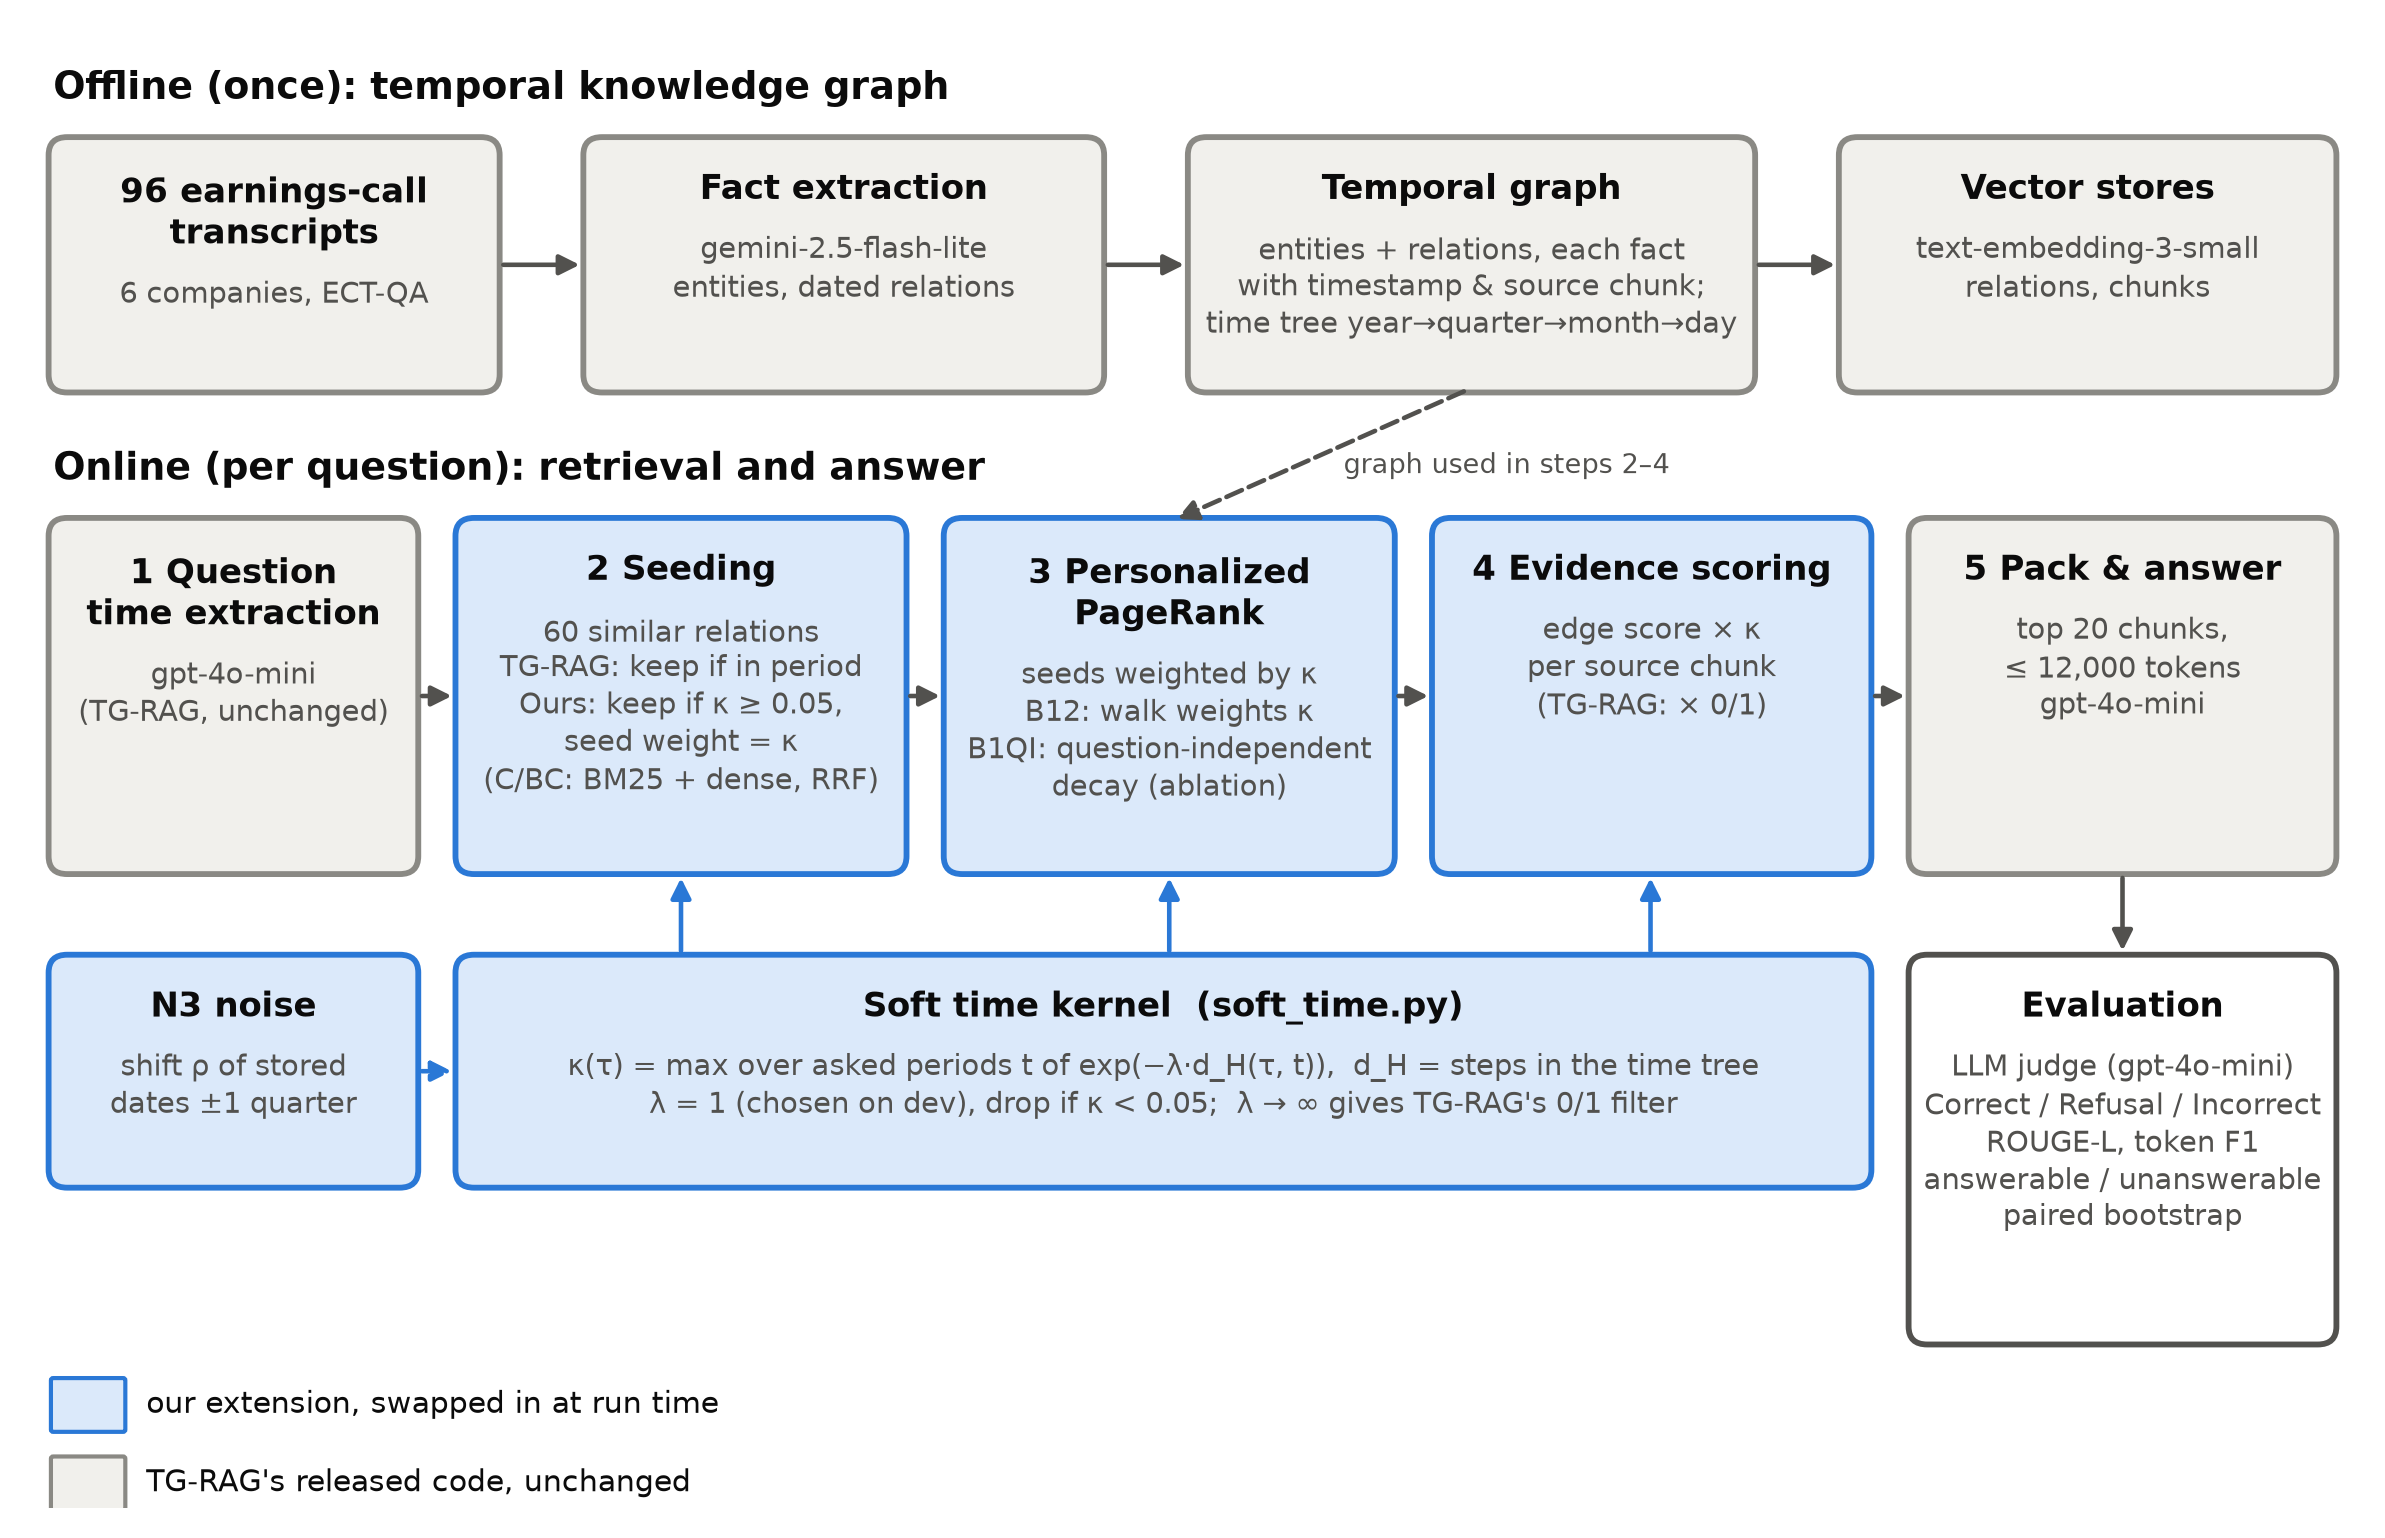 Offline (once): temporal knowledge graph
96 earnings-call
transcripts
6 companies, ECT-QA
Fact extraction
gemini-2.5-flash-lite
entities, dated relations
Temporal graph
entities + relations, each fact
with timestamp & source chunk;
time tree year→quarter→month→day
Vector stores
text-embedding-3-small
relations, chunks
graph used in steps 2–4
Online (per question): retrieval and answer
1 Question
time extraction
gpt-4o-mini
(TG-RAG, unchanged)
2 Seeding
60 similar relations
TG-RAG: keep if in period
Ours: keep if κ ≥ 0.05,
seed weight = κ
(C/BC: BM25 + dense, RRF)
3 Personalized
PageRank
seeds weighted by κ
B12: walk weights κ
B1QI: question-independent
decay (ablation)
4 Evidence scoring
edge score × κ
per source chunk
(TG-RAG: × 0/1)
5 Pack & answer
top 20 chunks,
≤ 12,000 tokens
gpt-4o-mini
N3 noise
shift ρ of stored
dates ±1 quarter
Soft time kernel  (soft_time.py)
κ(τ) = max over asked periods t of exp(−λ·d_H(τ, t)),  d_H = steps in the time tree
λ = 1 (chosen on dev), drop if κ < 0.05;  λ → ∞ gives TG-RAG's 0/1 filter
Evaluation
LLM judge (gpt-4o-mini)
Correct / Refusal / Incorrect
ROUGE-L, token F1
answerable / unanswerable
paired bootstrap
our extension, swapped in at run time
TG-RAG's released code, unchanged